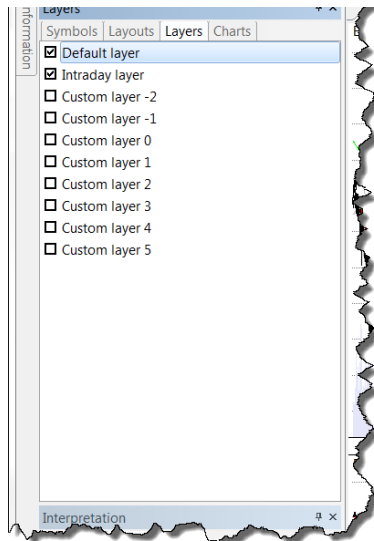 Layers
Information
Symbols Layouts Layers Charts
Default layer
Intraday layer
Custom layer -2
Custom layer -1
Custom layer 0
Custom layer 1
Custom layer 2
Custom layer 3
Custom layer 4
Custom layer 5
Interpretation